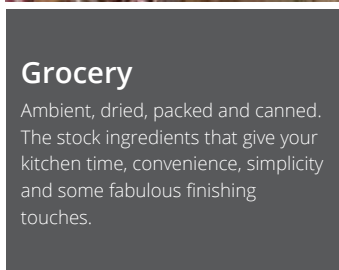 Grocery
Ambient, dried, packed and canned.
The stock ingredients that give your
kitchen time, convenience, simplicity
and some fabulous finishing
touches.